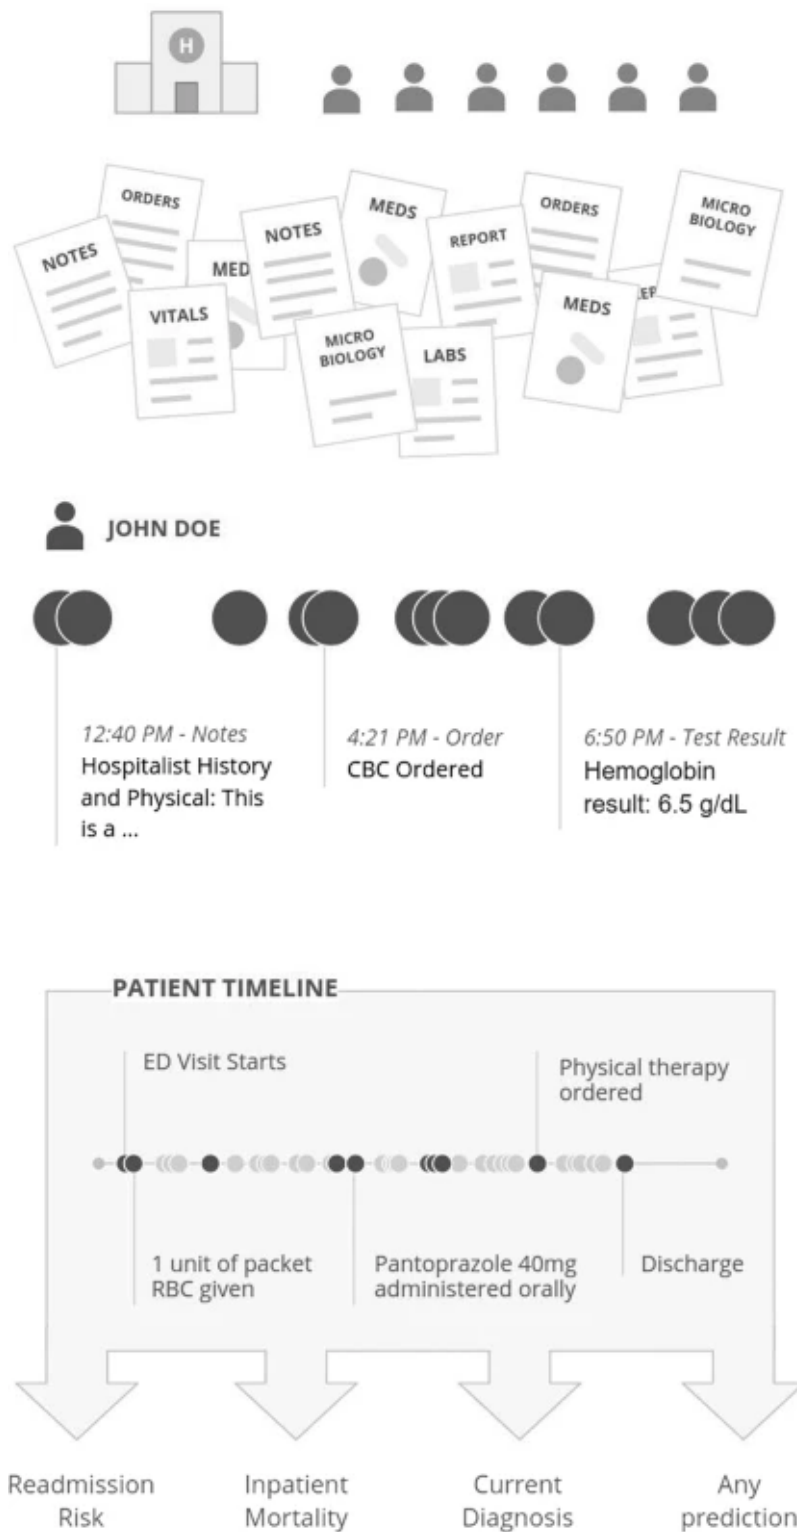 H
ORDERS
MEDS
ORDERS
MICRO
BIOLOGY
NOTES
NOTES
REPORT
MED
VITALS
MEDS
MICRO
BIOLOGY
LABS
JOHN DOE
12:40 PM - Notes
Hospitalist History
and Physical: This
is a ...
4:21 PM - Order
CBC Ordered
6:50 PM - Test Result
Hemoglobin
result: 6.5 g/dL
PATIENT TIMELINE
ED Visit Starts
Physical therapy
ordered
1 unit of packet
RBC given
Pantoprazole 40mg
administered orally
Discharge
Readmission
Risk
Inpatient
Mortality
Current
Diagnosis
Any
prediction